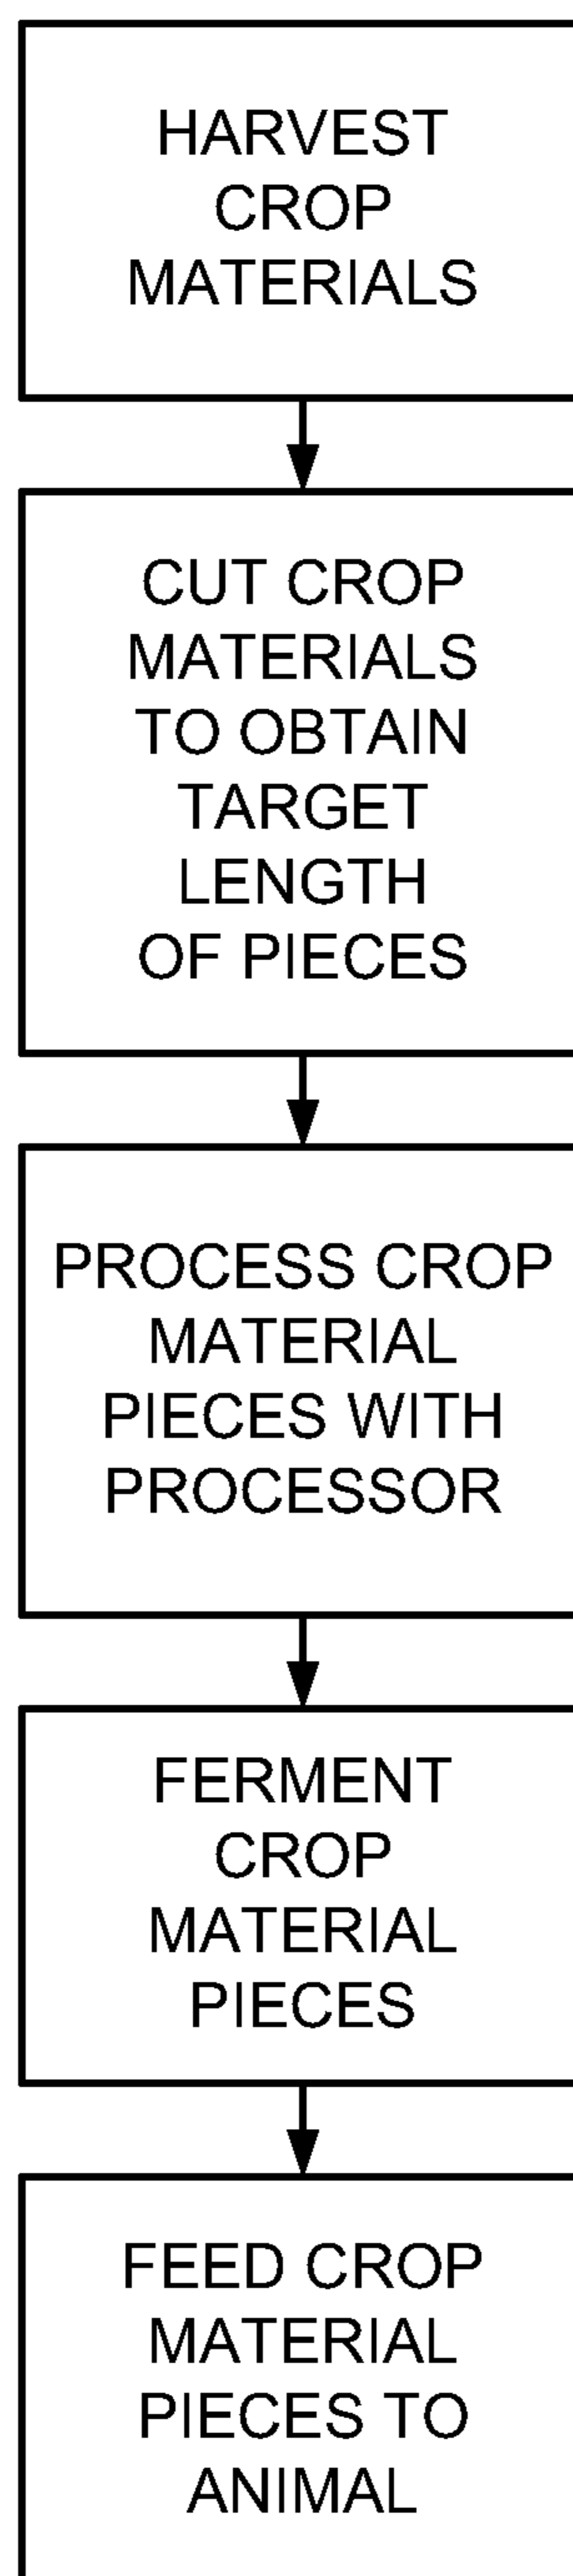 HARVEST
CROP
MATERIALS
CUT CROP
MATERIALS
TO OBTAIN
TARGET
LENGTH
OF PIECES
PROCESS CROP
MATERIAL
PIECES WITH
PROCESSOR
FERMENT
CROP
MATERIAL
PIECES
FEED CROP
MATERIAL
PIECES TO
ANIMAL